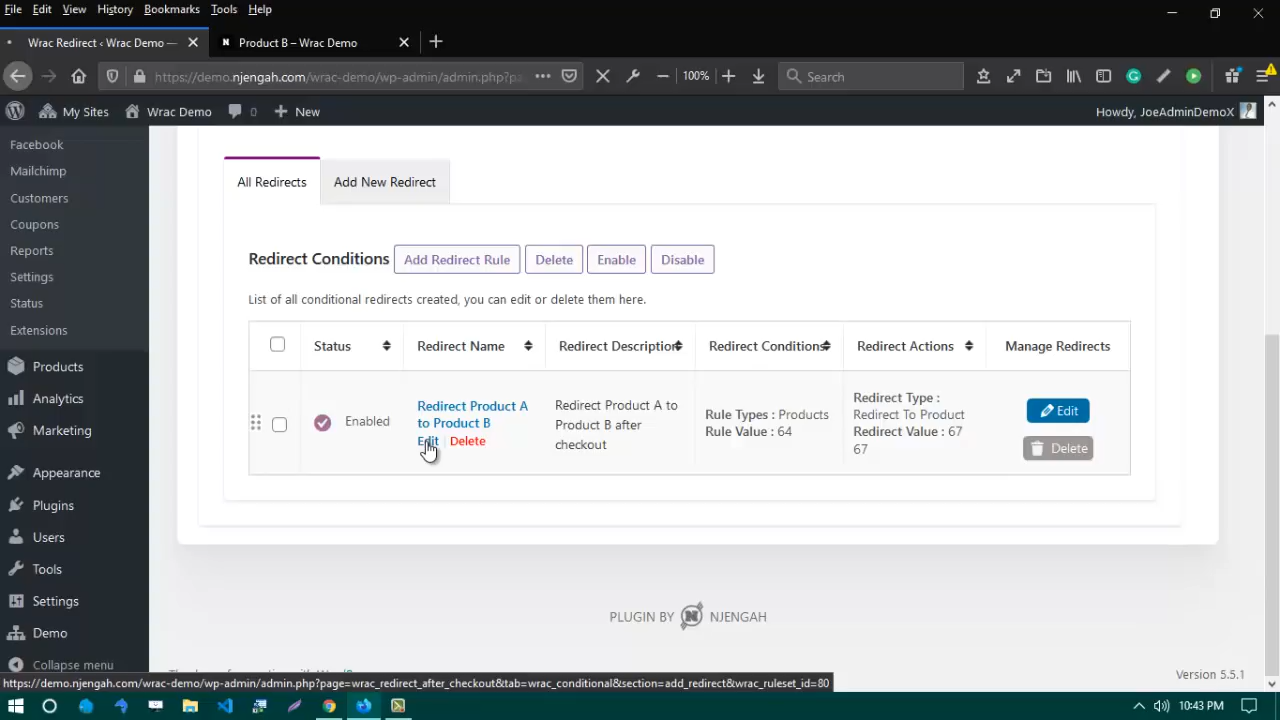 File Edit View History Bookmarks Tools Help
Wrac Redirect ‹ Wrac Demo —
Product B – Wrac Demo
https://demo.njengah.com/wrac-demo/wp-admin/admin.php?pa
100%
Search
My Sites
Wrac Demo
0
New
Howdy, JoeAdminDemoX
Facebook
Mailchimp
Customers
Coupons
Reports
Settings
Status
Extensions
Products
Analytics
Marketing
Appearance
Plugins
Users
Tools
Settings
Demo
Collapse menu
All Redirects
Add New Redirect
Redirect Conditions
Add Redirect Rule
Delete
Enable
Disable
List of all conditional redirects created, you can edit or delete them here.
Status
Redirect Name
Redirect Description
Redirect Conditions
Redirect Actions
Manage Redirects
Enabled
Redirect Product A
to Product B
Edit | Delete
Redirect Product A to
Product B after
checkout
Rule Types : Products
Rule Value : 64
Redirect Type :
Redirect To Product
Redirect Value : 67
67
Edit
Delete
PLUGIN BY N NJENGAH
Version 5.5.1
https://demo.njengah.com/wrac-demo/wp-admin/admin.php?page=wrac_redirect_after_checkout&tab=wrac_conditional&section=add_redirect&wrac_ruleset_id=80
10:43 PM